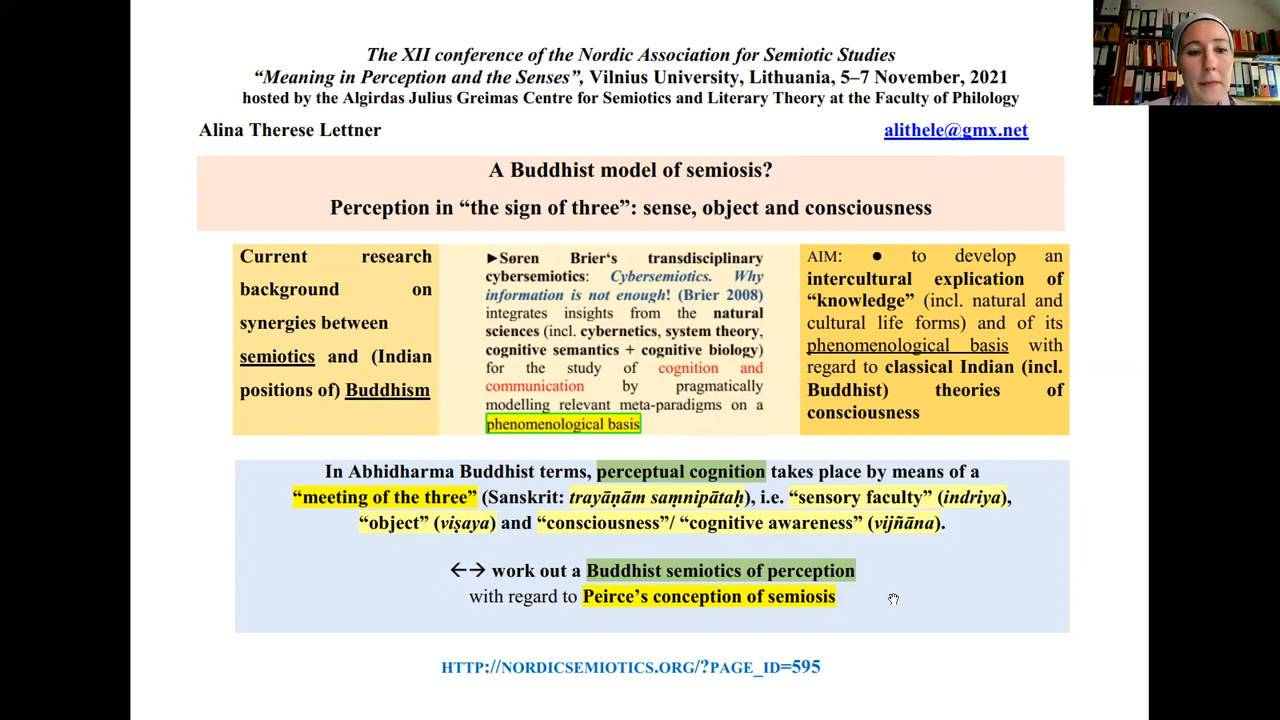 The XII conference of the Nordic Association for Semiotic Studies
“Meaning in Perception and the Senses”, Vilnius University, Lithuania, 5–7 November, 2021
hosted by the Algirdas Julius Greimas Centre for Semiotics and Literary Theory at the Faculty of Philology
Alina Therese Lettner
alithele@gmx.net
A Buddhist model of semiosis?
Perception in “the sign of three”: sense, object and consciousness
Current research
background on
synergies between
semiotics and (Indian
positions of) Buddhism
►Søren Brier‘s transdisciplinary
cybersemiotics: Cybersemiotics. Why
information is not enough! (Brier 2008)
integrates insights from the natural
sciences (incl. cybernetics, system theory,
cognitive semantics + cognitive biology)
for the study of cognition and
communication by pragmatically
modelling relevant meta-paradigms on a
phenomenological basis
AIM: ● to develop an
intercultural explication of
“knowledge” (incl. natural and
cultural life forms) and of its
phenomenological basis with
regard to classical Indian (incl.
Buddhist) theories of
consciousness
In Abhidharma Buddhist terms, perceptual cognition takes place by means of a
“meeting of the three” (Sanskrit: trayāṇām saṃnipātaḥ), i.e. “sensory faculty” (indriya),
“object” (viṣaya) and “consciousness”/ “cognitive awareness” (vijñāna).
←→ work out a Buddhist semiotics of perception
with regard to Peirce’s conception of semiosis
HTTP://NORDICSEMIOTICS.ORG/?PAGE_ID=595